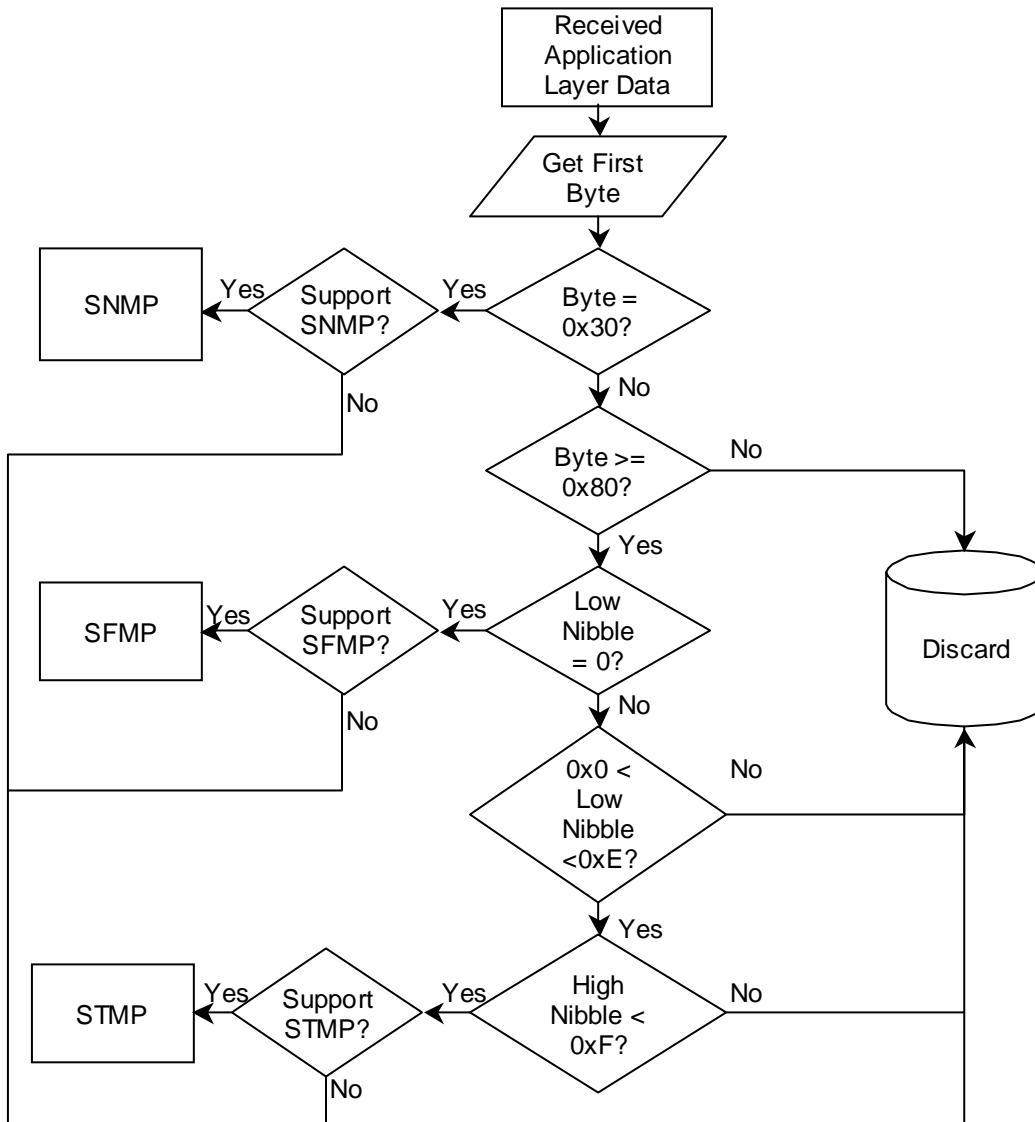 Received
Application
Layer Data
Get First
Byte
SNMP
Yes
Support
SNMP?
Yes
Byte =
0x30?
No
No
Byte >=
0x80?
No
Yes
SFMP
Yes
Support
SFMP?
Yes
Low
Nibble
= 0?
Discard
No
No
0x0 <
Low
Nibble
<0xE?
No
Yes
STMP
Yes
Support
STMP?
Yes
High
Nibble <
0xF?
No
No